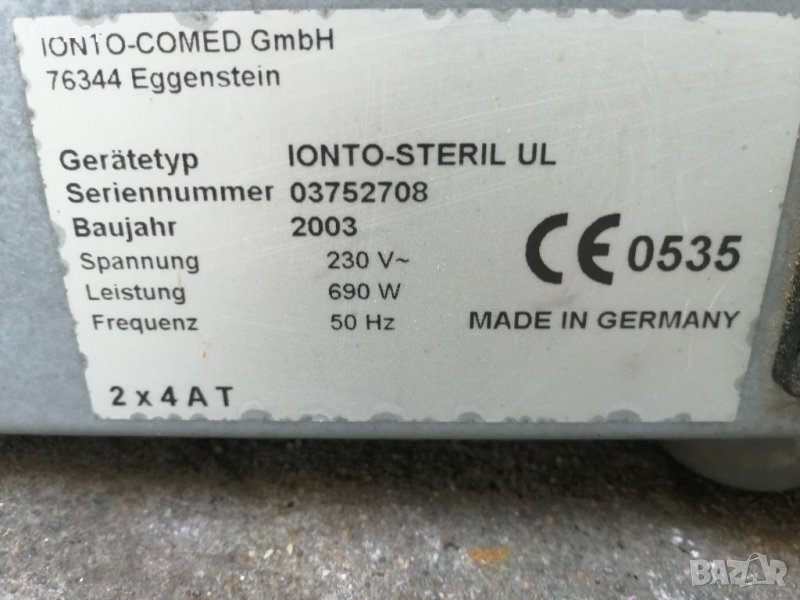 IONTO-COMED GmbH
76344 Eggenstein
Gerätetyp IONTO-STERIL UL
Seriennummer 03752708
Baujahr 2003
Spannung 230 V~
Leistung 690 W
Frequenz 50 Hz
CE 0535
MADE IN GERMANY
2 x 4 A T
BAZAR